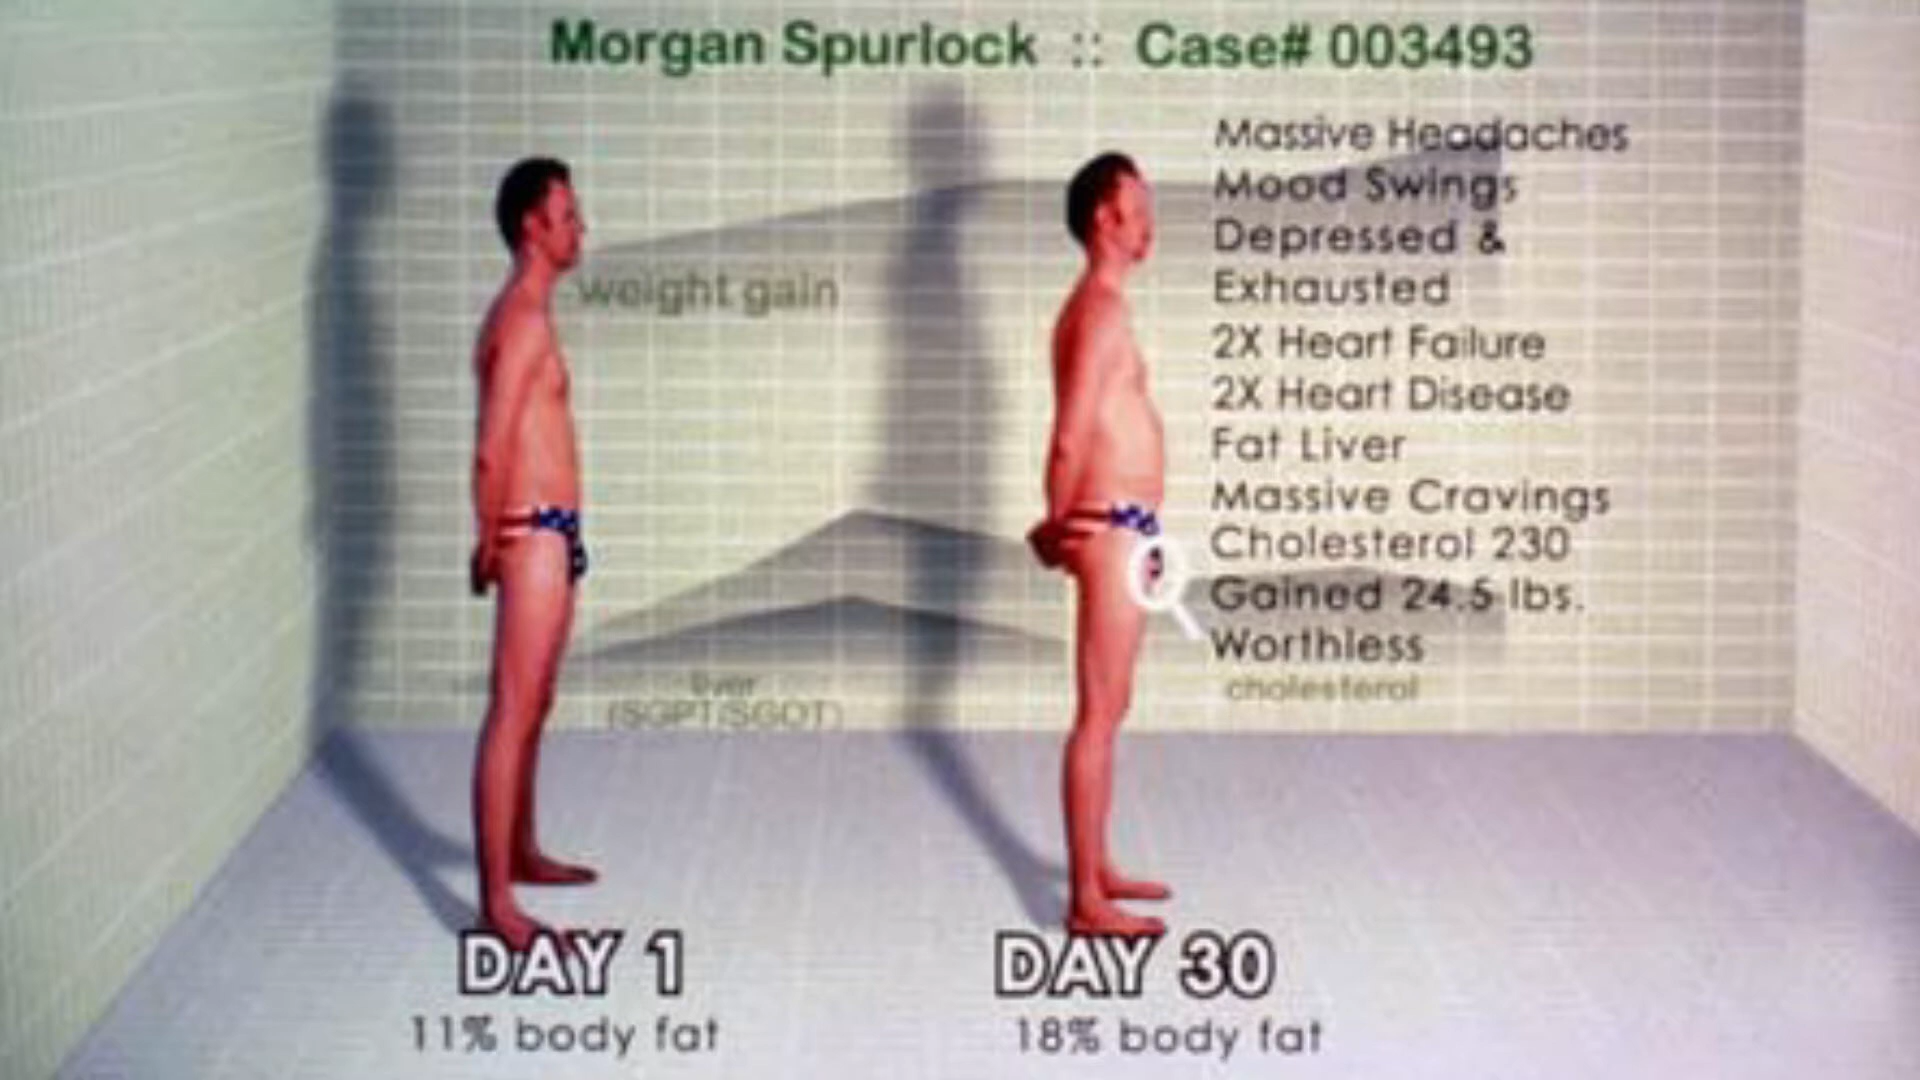 Morgan Spurlock :: Case# 003493
Massive Headaches
Mood Swings
Depressed &
Exhausted
2X Heart Failure
2X Heart Disease
Fat Liver
Massive Cravings
Cholesterol 230
Gained 24.5 lbs.
Worthless
cholesterol
weight gain
liver
(SGPT/SGOT)
DAY 1
11% body fat
DAY 30
18% body fat